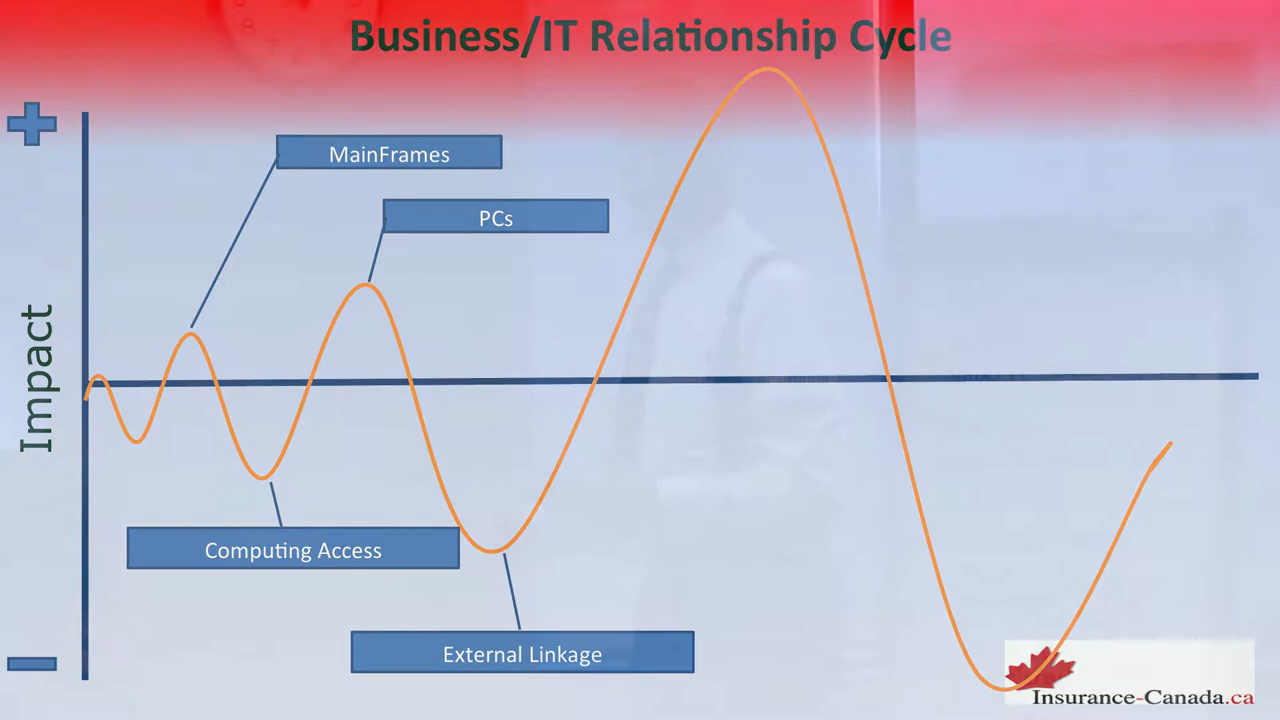 Business/IT Relationship Cycle
MainFrames
PCs
Impact
Computing Access
External Linkage
Insurance-Canada.ca